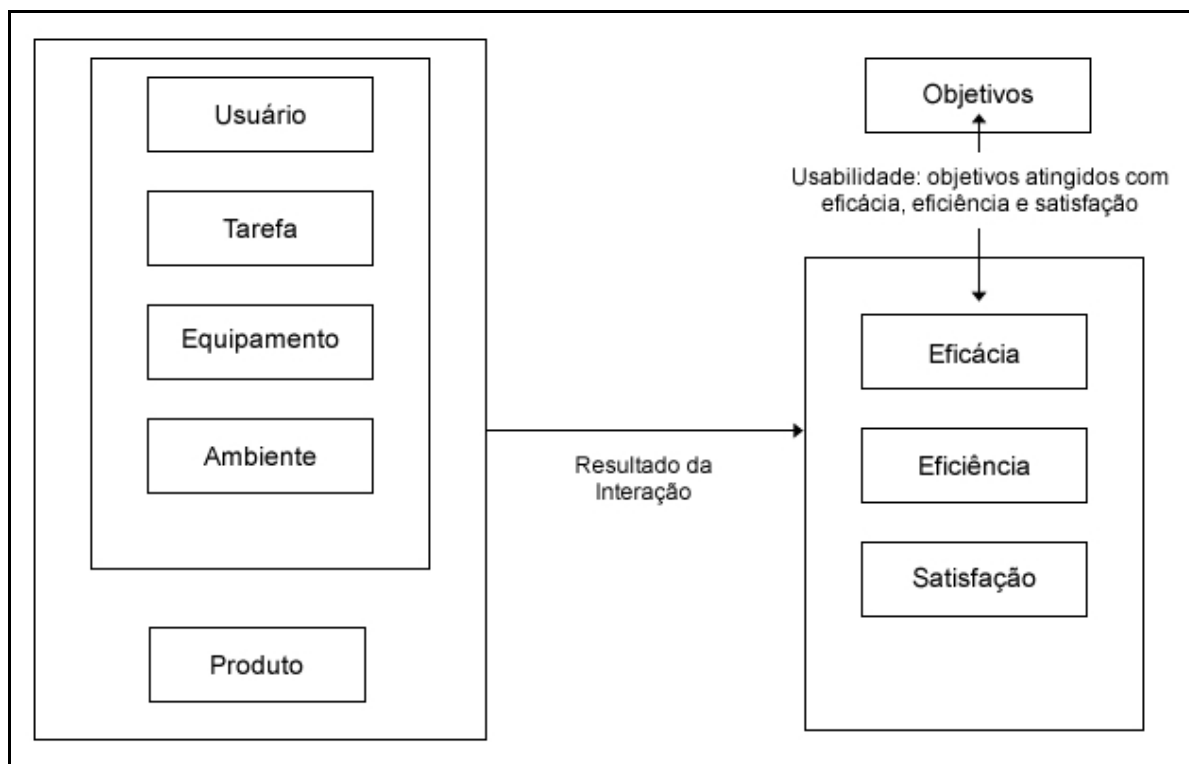 Usuário
Tarefa
Equipamento
Ambiente
Produto
Resultado da
Interação
Objetivos
Usabilidade: objetivos atingidos com
eficácia, eficiência e satisfação
Eficácia
Eficiência
Satisfação